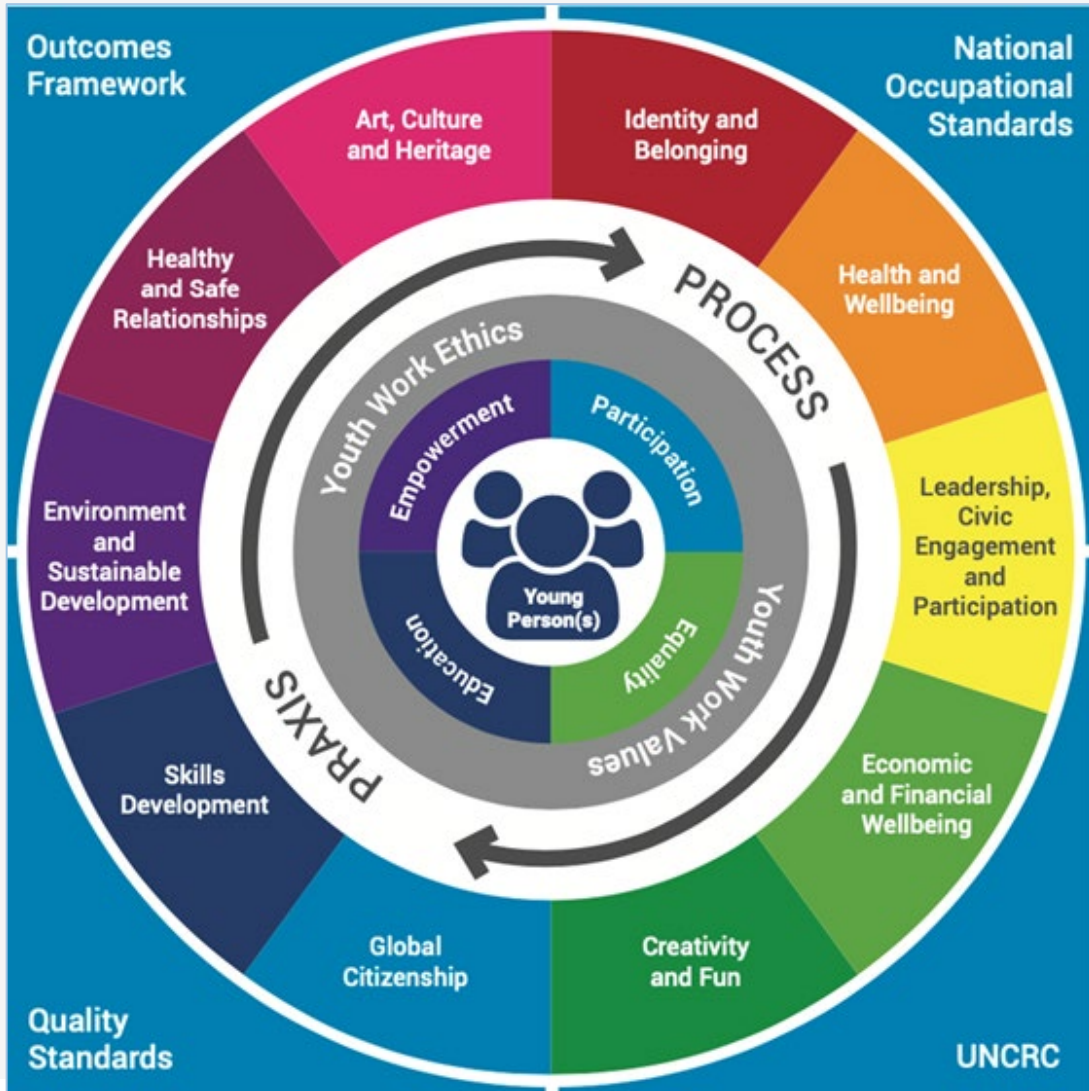 Outcomes
Framework
National
Occupational
Standards
Art, Culture
and Heritage
Identity and
Belonging
Health and
Wellbeing
Leadership,
Civic
Engagement
and
Participation
Economic
and Financial
Wellbeing
Creativity
and Fun
Global
Citizenship
Skills
Development
Environment
and
Sustainable
Development
Healthy
and Safe
Relationships
PROCESS
PRAXIS
Youth Work Ethics
Youth Work Values
Empowerment
Participation
Equality
Education
Young
Person(s)
Quality
Standards
UNCRC